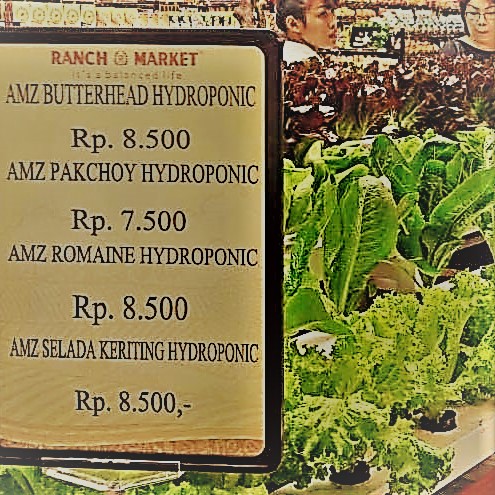 RANCH MARKET
it's a balanced life
AMZ BUTTERHEAD HYDROPONIC
Rp. 8.500
AMZ PAKCHOY HYDROPONIC
Rp. 7.500
AMZ ROMAINE HYDROPONIC
Rp. 8.500
AMZ SELADA KERITING HYDROPONIC
Rp. 8.500,-